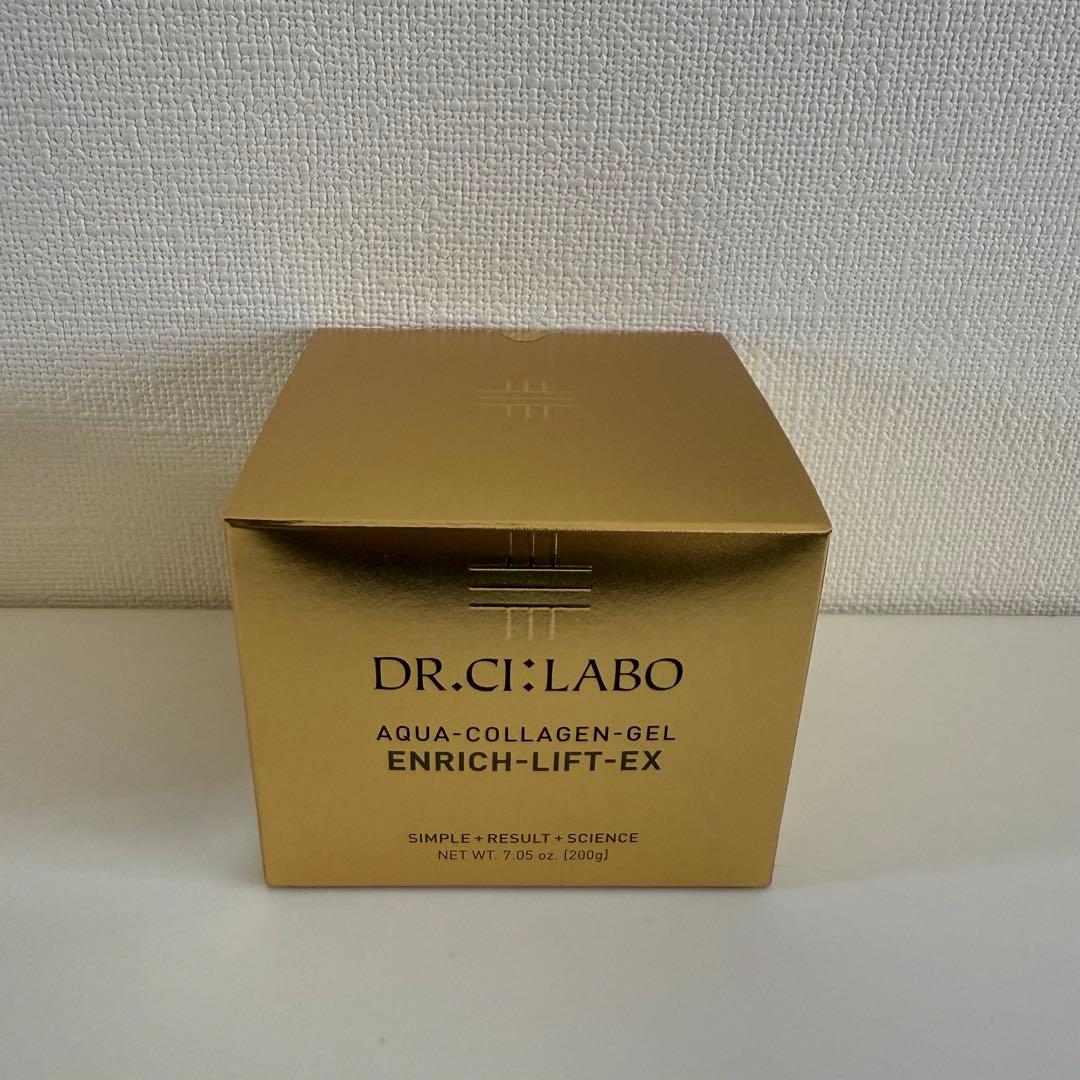 DR.CI:LABO
AQUA-COLLAGEN-GEL
ENRICH-LIFT-EX
SIMPLE+RESULT+SCIENCE
NET WT. 7.05 oz. [200g]